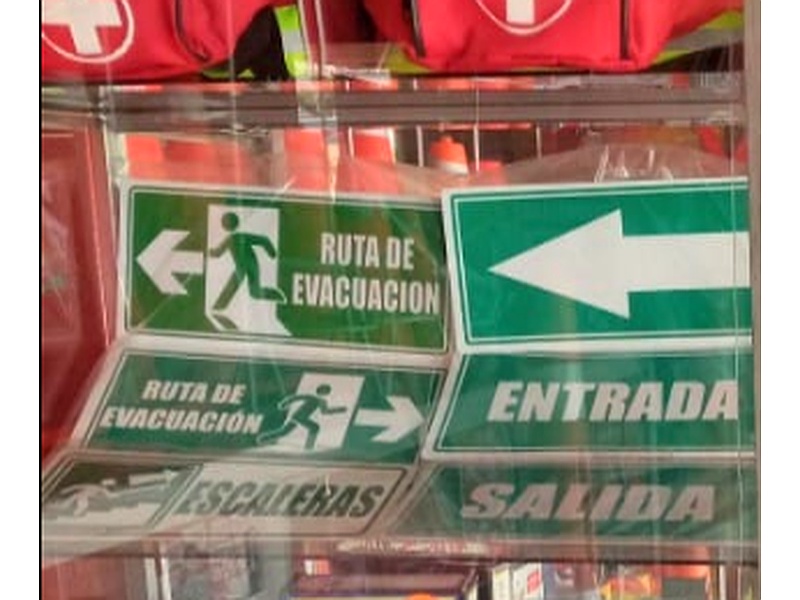 RUTA DE
EVACUACION
RUTA DE
EVACUACIÓN
ENTRADA
ESCALERAS
SALIDA